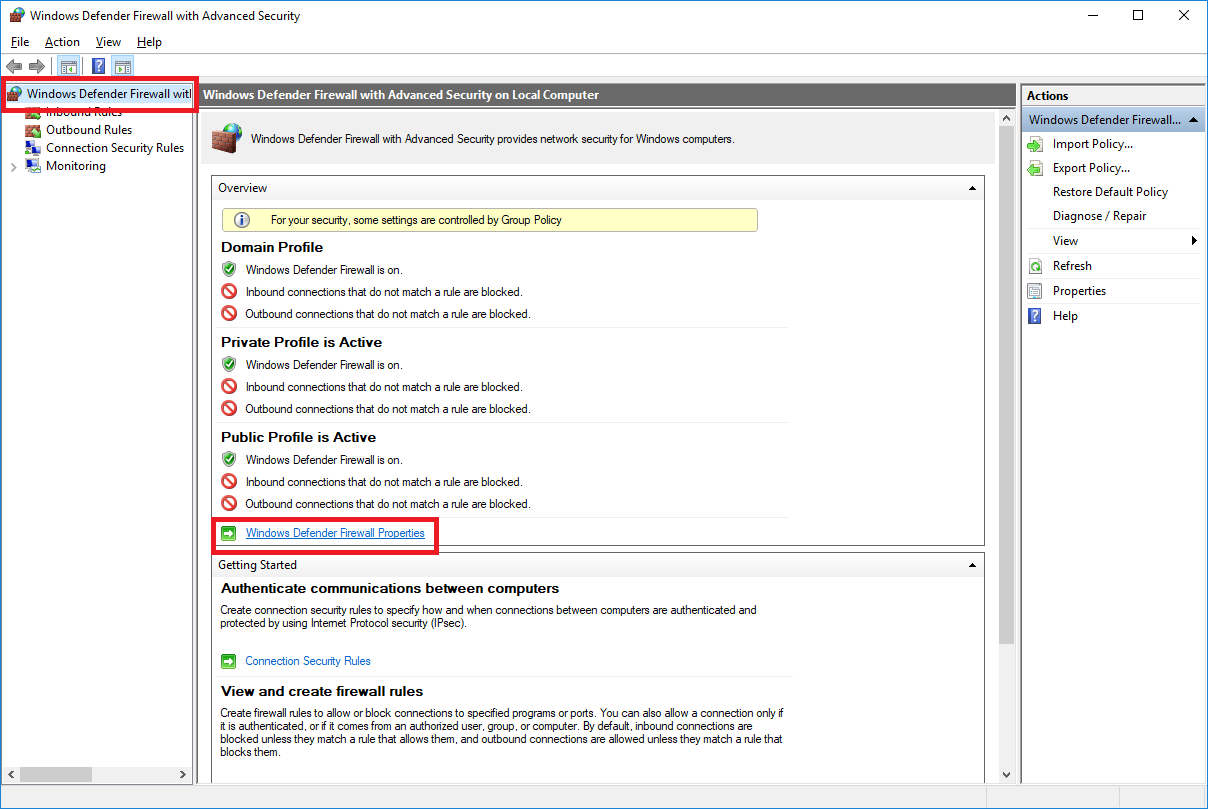 Windows Defender Firewall with Advanced Security
File Action View Help
Windows Defender Firewall with
Inbound Rules
Outbound Rules
Connection Security Rules
Monitoring
Windows Defender Firewall with Advanced Security on Local Computer
Windows Defender Firewall with Advanced Security provides network security for Windows computers.
Overview
For your security, some settings are controlled by Group Policy
Domain Profile
Windows Defender Firewall is on.
Inbound connections that do not match a rule are blocked.
Outbound connections that do not match a rule are blocked.
Private Profile is Active
Windows Defender Firewall is on.
Inbound connections that do not match a rule are blocked.
Outbound connections that do not match a rule are blocked.
Public Profile is Active
Windows Defender Firewall is on.
Inbound connections that do not match a rule are blocked.
Outbound connections that do not match a rule are blocked.
Windows Defender Firewall Properties
Getting Started
Authenticate communications between computers
Create connection security rules to specify how and when connections between computers are authenticated and
protected by using Internet Protocol security (IPsec).
Connection Security Rules
View and create firewall rules
Create firewall rules to allow or block connections to specified programs or ports. You can also allow a connection only if
it is authenticated, or if it comes from an authorized user, group, or computer. By default, inbound connections are
blocked unless they match a rule that allows them, and outbound connections are allowed unless they match a rule that
blocks them.
Actions
Windows Defender Firewall...
Import Policy...
Export Policy...
Restore Default Policy
Diagnose / Repair
View
Refresh
Properties
Help